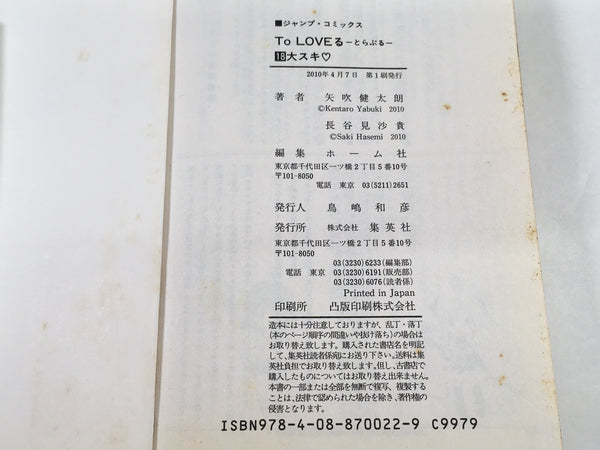 ■ジャンプ・コミックス
To LOVEる－とらぶる－
18大スキ♡
2010年4月7日 第1刷発行
著者 矢吹健太朗
©Kentaro Yabuki 2010
長谷見沙貴
©Saki Hasemi 2010
編集 ホーム社
東京都千代田区一ツ橋2丁目5番10号
〒101-8050
電話 東京 03(5211)2651
発行人 鳥嶋和彦
発行所 株式会社 集英社
東京都千代田区一ツ橋2丁目5番10号
〒101-8050
03(3230)6233(編集部)
電話 東京 03(3230)6191(販売部)
03(3230)6076(読者係)
Printed in Japan
印刷所 凸版印刷株式会社
造本には十分注意しておりますが、乱丁・落丁
(本のページ順序の間違いや抜け落ち)の場合は
お取り替え致します。購入された書店名を明記
して、集英社読者係宛にお送り下さい。送料は集
英社負担でお取り替え致します。但し、古書店で
購入したものについてはお取り替え出来ません。
本書の一部または全部を無断で複写、複製する
ことは、法律で認められた場合を除き、著作権の
侵害となります。
ISBN978-4-08-870022-9 C9979